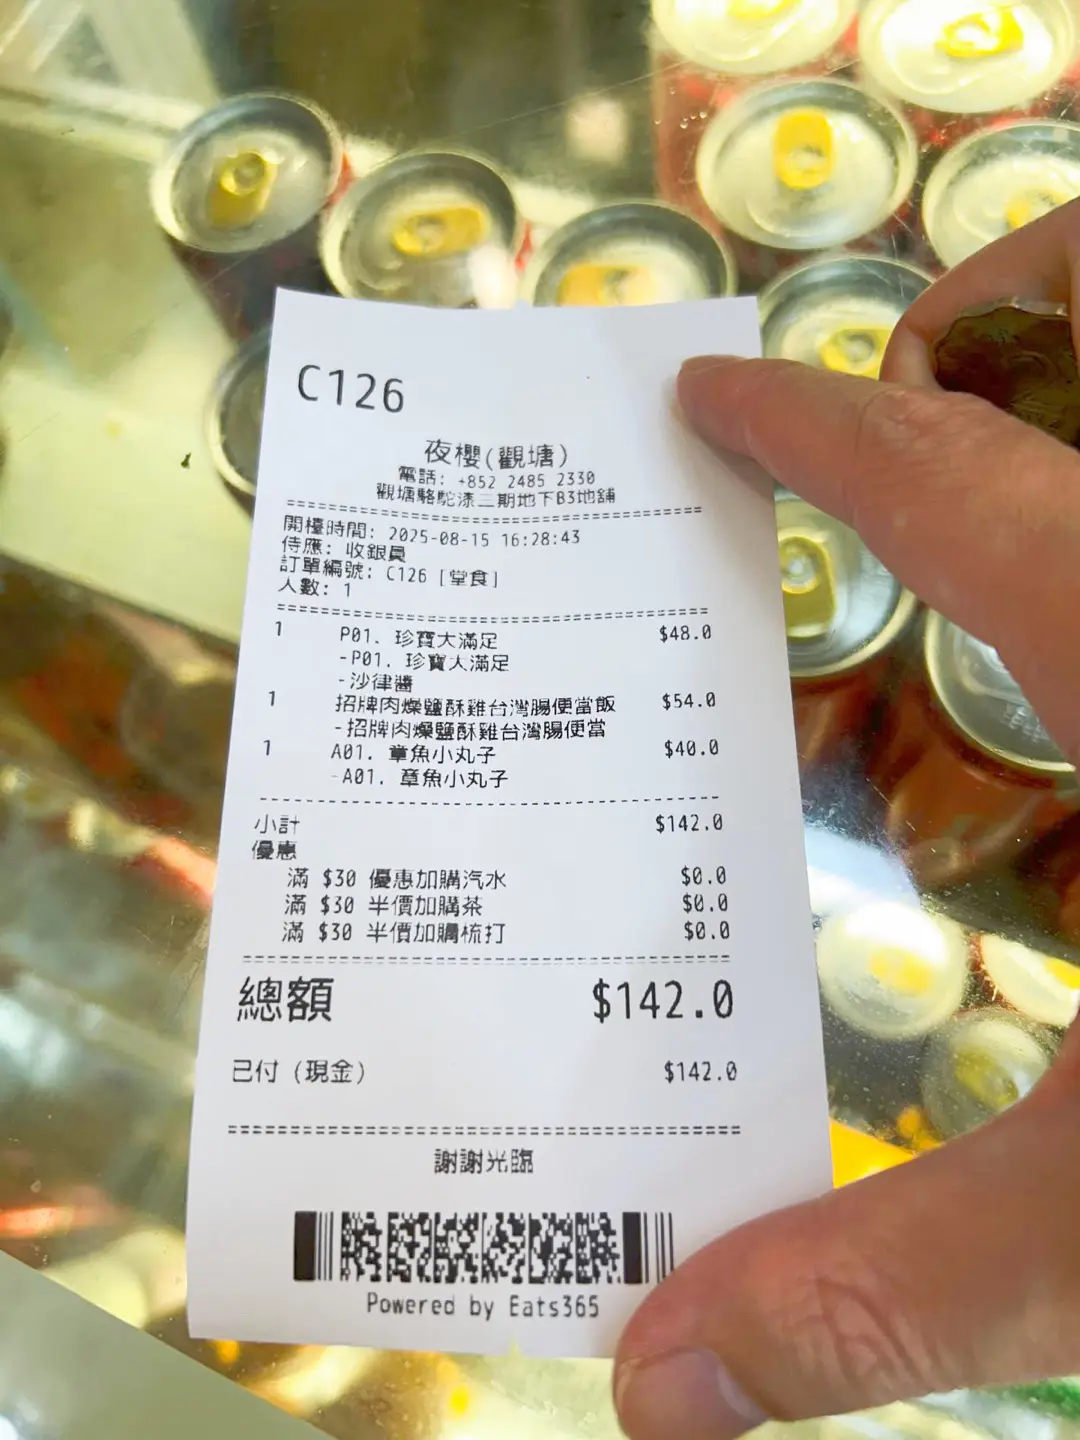 C126
夜櫻(觀塘)
電話: +852 2485 2330
觀塘駱駝漆三期地下B3地舖
開檯時間: 2025-08-15 16:28:43
侍應: 收銀員
訂單編號: C126 [堂食]
人數: 1
1 P01. 珍寶大滿足 $48.0
-P01. 珍寶大滿足
-沙律醬
1 招牌肉燥鹽酥雞台灣腸便當飯 $54.0
-招牌肉燥鹽酥雞台灣腸便當
1 A01. 章魚小丸子 $40.0
-A01. 章魚小丸子
小計 $142.0
優惠
滿 $30 優惠加購汽水 $0.0
滿 $30 半價加購茶 $0.0
滿 $30 半價加購梳打 $0.0
總額 $142.0
已付 (現金) $142.0
謝謝光臨
Powered by Eats365